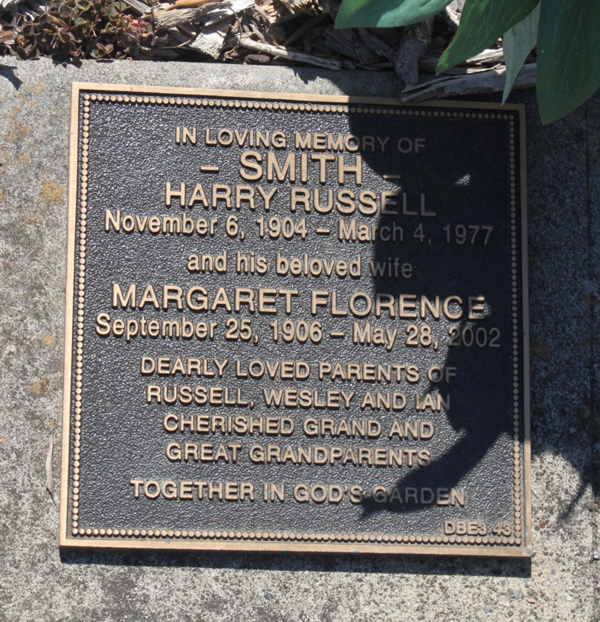 IN LOVING MEMORY OF
– SMITH –
HARRY RUSSELL
November 6, 1904 – March 4, 1977
and his beloved wife
MARGARET FLORENCE
September 25, 1906 – May 28, 2002
DEARLY LOVED PARENTS OF
RUSSELL, WESLEY AND IAN
CHERISHED GRAND AND
GREAT GRANDPARENTS
TOGETHER IN GOD'S GARDEN
DBE3 43